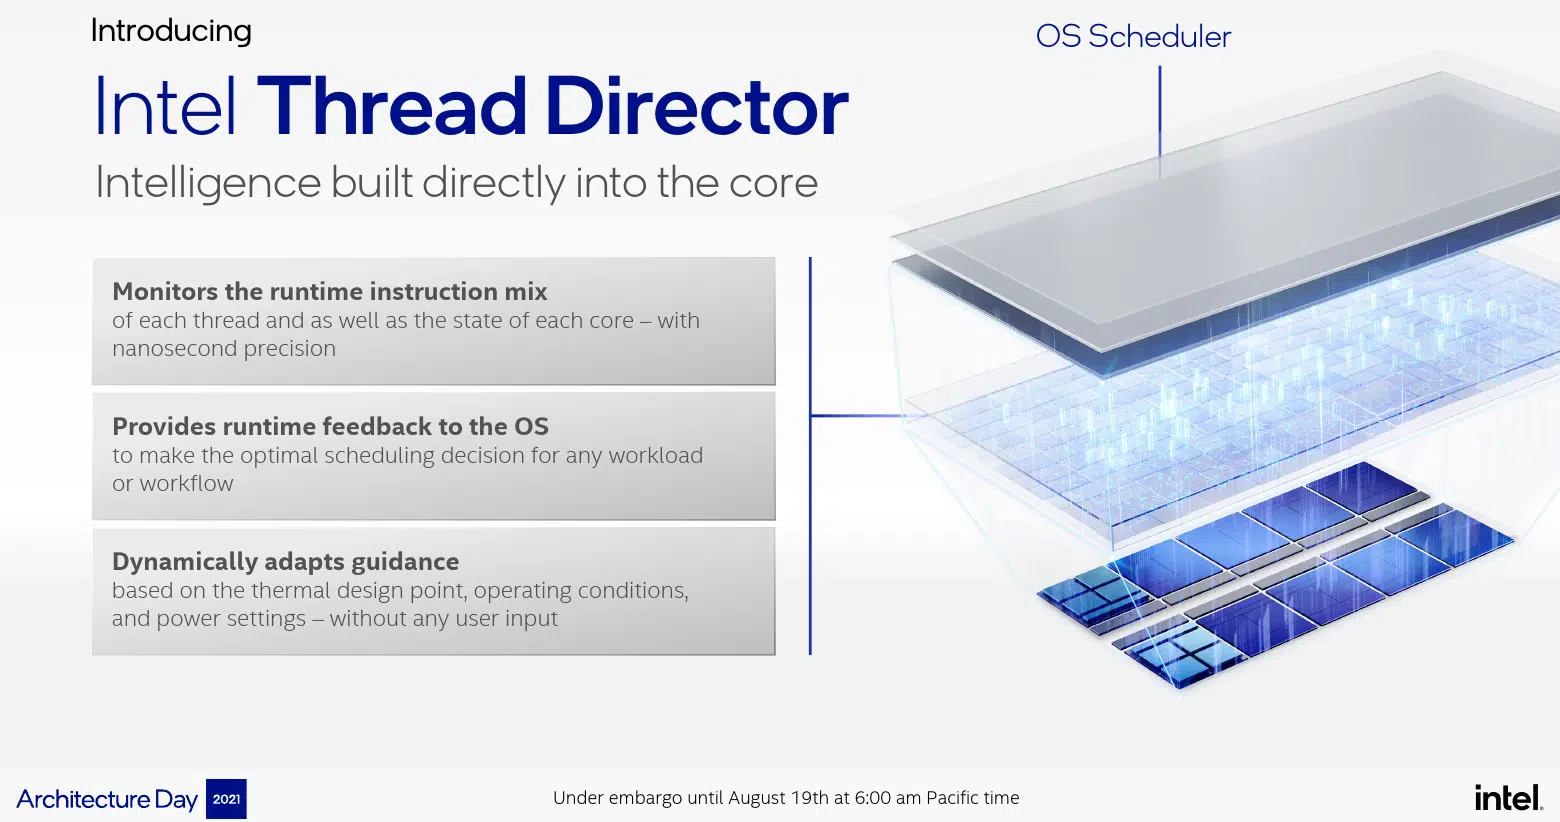 Introducing
OS Scheduler
Intel Thread Director
Intelligence built directly into the core
Monitors the runtime instruction mix
of each thread and as well as the state of each core – with
nanosecond precision
Provides runtime feedback to the OS
to make the optimal scheduling decision for any workload
or workflow
Dynamically adapts guidance
based on the thermal design point, operating conditions,
and power settings – without any user input
Architecture Day 2021
Under embargo until August 19th at 6:00 am Pacific time
intel.